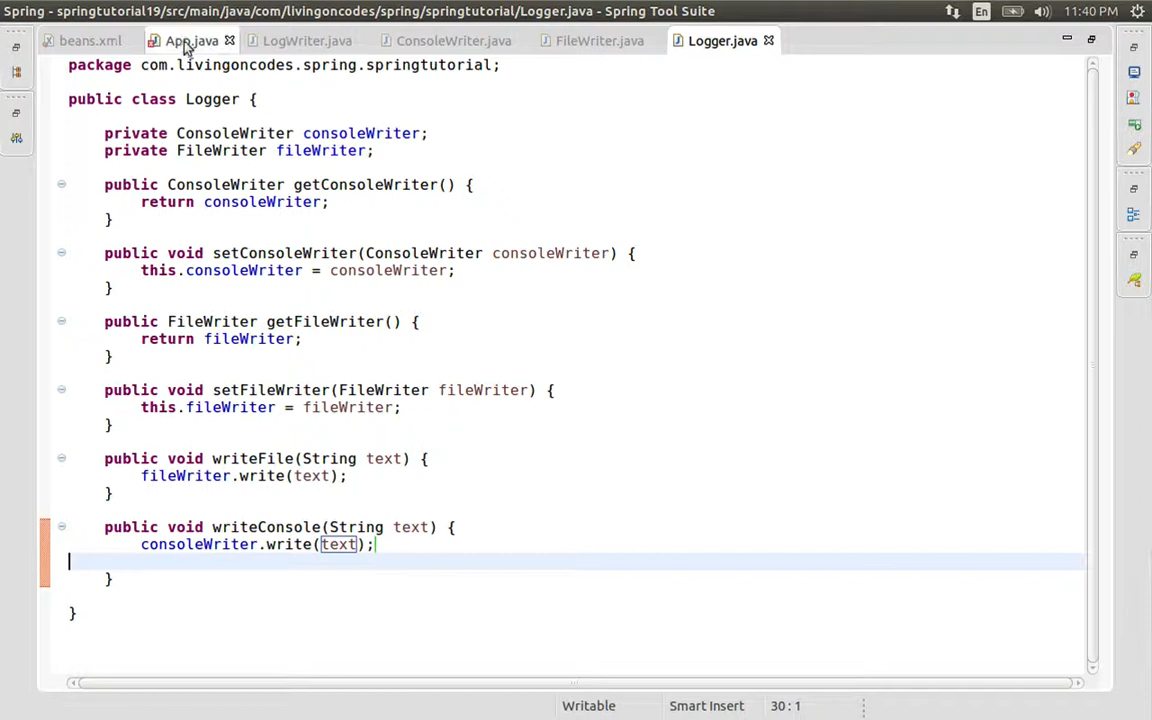 Spring - springtutorial19/src/main/java/com/livingoncodes/spring/springtutorial/Logger.java - Spring Tool Suite
En
11:40 PM
beans.xml
App.java
LogWriter.java
ConsoleWriter.java
FileWriter.java
Logger.java
package com.livingoncodes.spring.springtutorial;
public class Logger {
private ConsoleWriter consoleWriter;
private FileWriter fileWriter;
public ConsoleWriter getConsoleWriter() {
return consoleWriter;
}
public void setConsoleWriter(ConsoleWriter consoleWriter) {
this.consoleWriter = consoleWriter;
}
public FileWriter getFileWriter() {
return fileWriter;
}
public void setFileWriter(FileWriter fileWriter) {
this.fileWriter = fileWriter;
}
public void writeFile(String text) {
fileWriter.write(text);
}
public void writeConsole(String text) {
consoleWriter.write(text);
}
}
Writable
Smart Insert
30 : 1